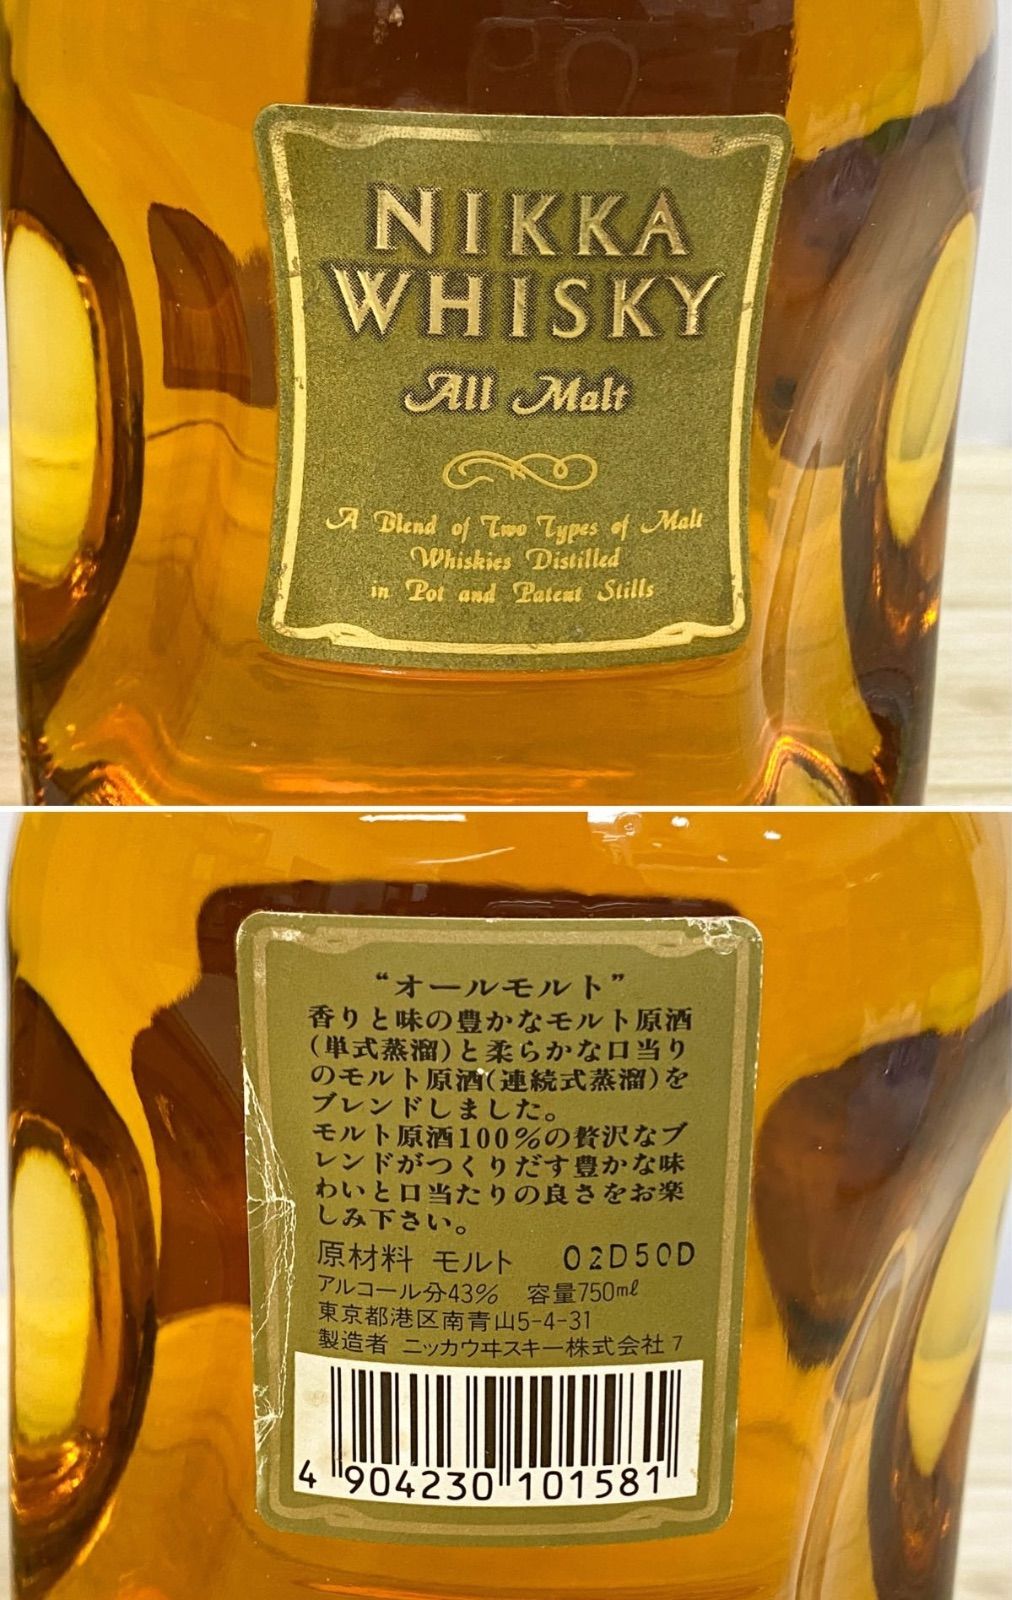 NIKKA
WHISKY
All Malt
A Blend of Two Types of Malt
Whiskies Distilled
in Pot and Patent Stills
“オールモルト”
香りと味の豊かなモルト原酒
(単式蒸溜)と柔らかな口当り
のモルト原酒(連続式蒸溜)を
ブレンドしました。
モルト原酒100%の贅沢なブ
レンドがつくりだす豊かな味
わいと口当たりの良さをお楽
しみ下さい。
原材料 モルト 02D50D
アルコール分43% 容量750ml
東京都港区南青山5-4-31
製造者 ニッカウヰスキー株式会社 7
4 904230 101581